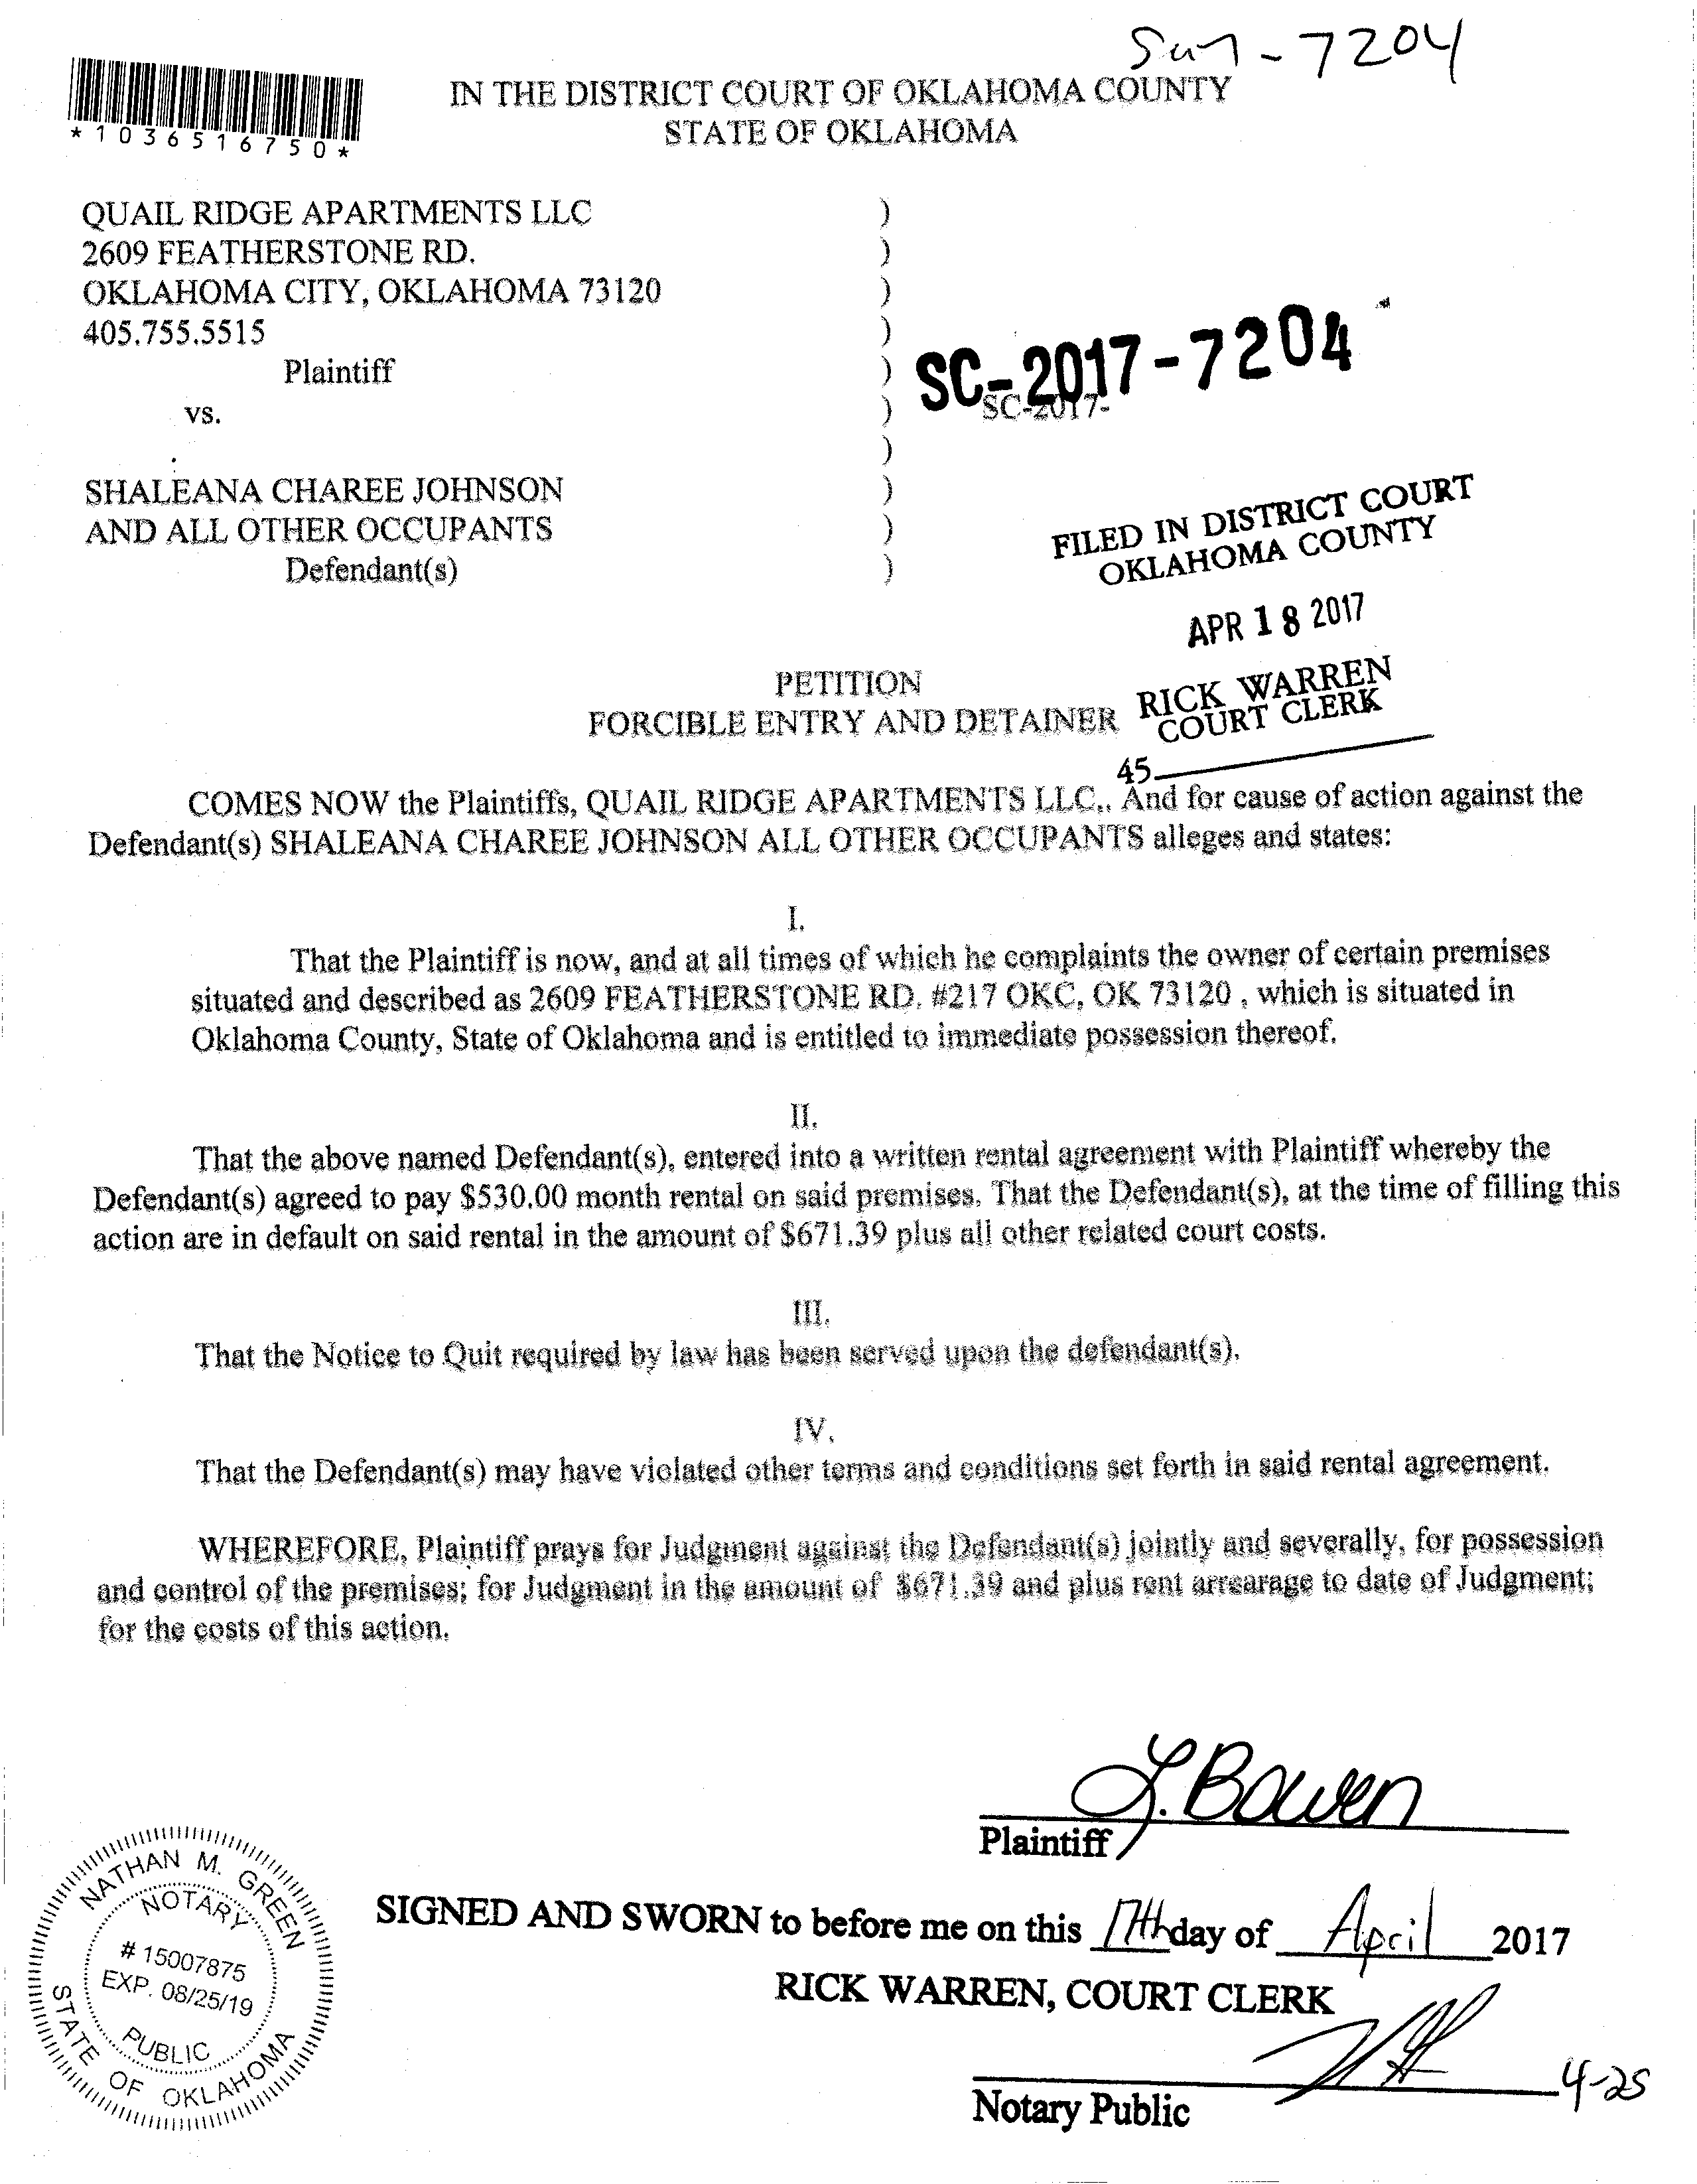 7204
*1036516750*
IN THE DISTRICT COURT OF OKLAHOMA COUNTY
STATE OF OKLAHOMA
QUAIL RIDGE APARTMENTS LLC )
2609 FEATHERSTONE RD. )
OKLAHOMA CITY, OKLAHOMA 73120 )
405.755.5515 )
Plaintiff )
SC-2017-7204
vs. ) SC-2017-
)
SHALEANA CHAREE JOHNSON )
AND ALL OTHER OCCUPANTS )
Defendant(s) )
FILED IN DISTRICT COURT
OKLAHOMA COUNTY
APR 18 2017
RICK WARREN
COURT CLERK
45
PETITION
FORCIBLE ENTRY AND DETAINER
COMES NOW the Plaintiffs, QUAIL RIDGE APARTMENTS LLC,. And for cause of action against the
Defendant(s) SHALEANA CHAREE JOHNSON ALL OTHER OCCUPANTS alleges and states:
I.
That the Plaintiff is now, and at all times of which he complaints the owner of certain premises
situated and described as 2609 FEATHERSTONE RD. #217 OKC, OK 73120 , which is situated in
Oklahoma County, State of Oklahoma and is entitled to immediate possession thereof.
II.
That the above named Defendant(s), entered into a written rental agreement with Plaintiff whereby the
Defendant(s) agreed to pay $530.00 month rental on said premises. That the Defendant(s), at the time of filling this
action are in default on said rental in the amount of $671.39 plus all other related court costs.
III.
That the Notice to Quit required by law has been served upon the defendant(s).
IV.
That the Defendant(s) may have violated other terms and conditions set forth in said rental agreement.
WHEREFORE, Plaintiff prays for Judgment against the Defendant(s) jointly and severally, for possession
and control of the premises; for Judgment in the amount of $671.39 and plus rent arrearage to date of Judgment;
for the costs of this action.
L. Bowen
Plaintiff
SIGNED AND SWORN to before me on this 17th day of April 2017
RICK WARREN, COURT CLERK
Notary Public
4-25
NATHAN M. GREEN
NOTARY
# 15007875
EXP. 08/25/19
PUBLIC
STATE OF OKLAHOMA